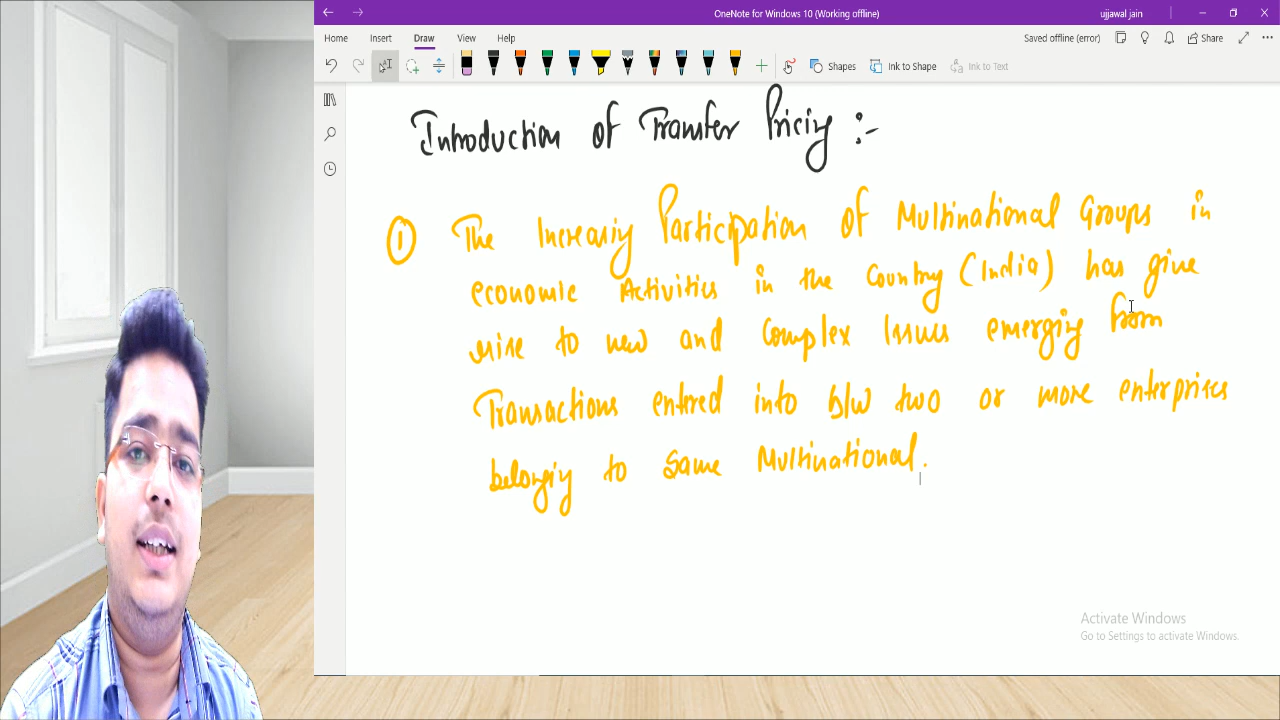 OneNote for Windows 10 (Working offline)
ujjawal jain
Home Insert Draw View Help
Saved offline (error)
Share
Shapes
Ink to Shape
Ink to Text
Introduction of Transfer Pricing :-
① The Increasing Participation of Multinational Groups in
economic Activities in the Country (India) has give
rise to new and complex Issues emerging from
Transactions entered into b/w two or more enterprises
belonging to same Multinational.
Activate Windows
Go to Settings to activate Windows.